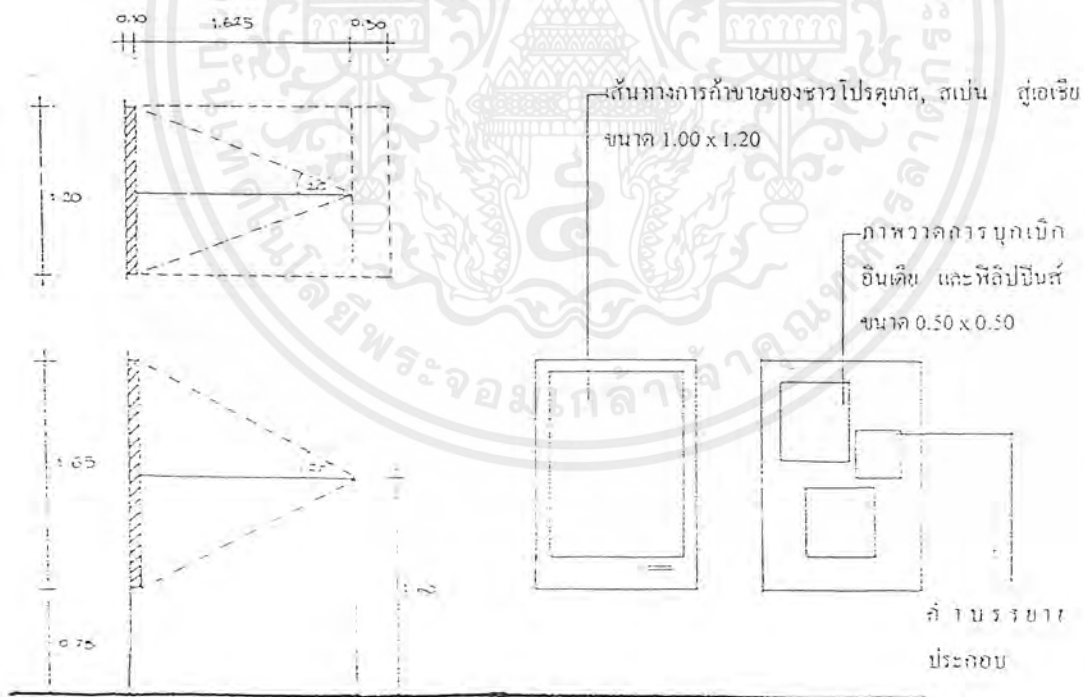 0.10 1.625 0.50
1.20
เส้นทางการค้าขายของชาวโปรตุเกส, สเปน สู่เอเชีย
ขนาด 1.00 x 1.20
ภาพวาดการบุกเบิก
อินเดีย และฟิลิปปินส์
ขนาด 0.50 x 0.50
1.65
0.75
คำบรรยาย
ประกอบ